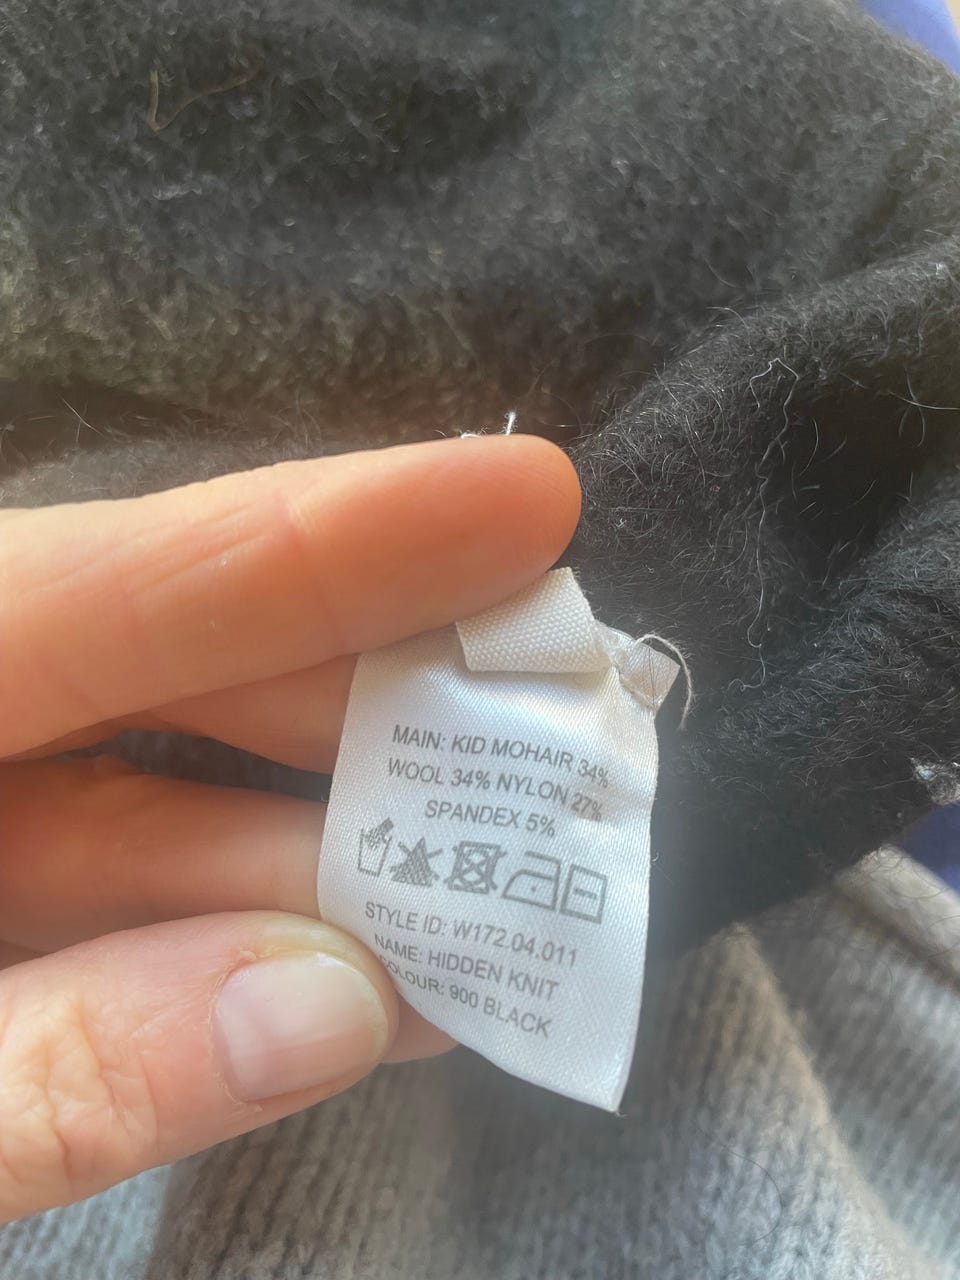 MAIN: KID MOHAIR 34%
WOOL 34% NYLON 27%
SPANDEX 5%
STYLE ID: W172.04.011
NAME: HIDDEN KNIT
COLOUR: 900 BLACK